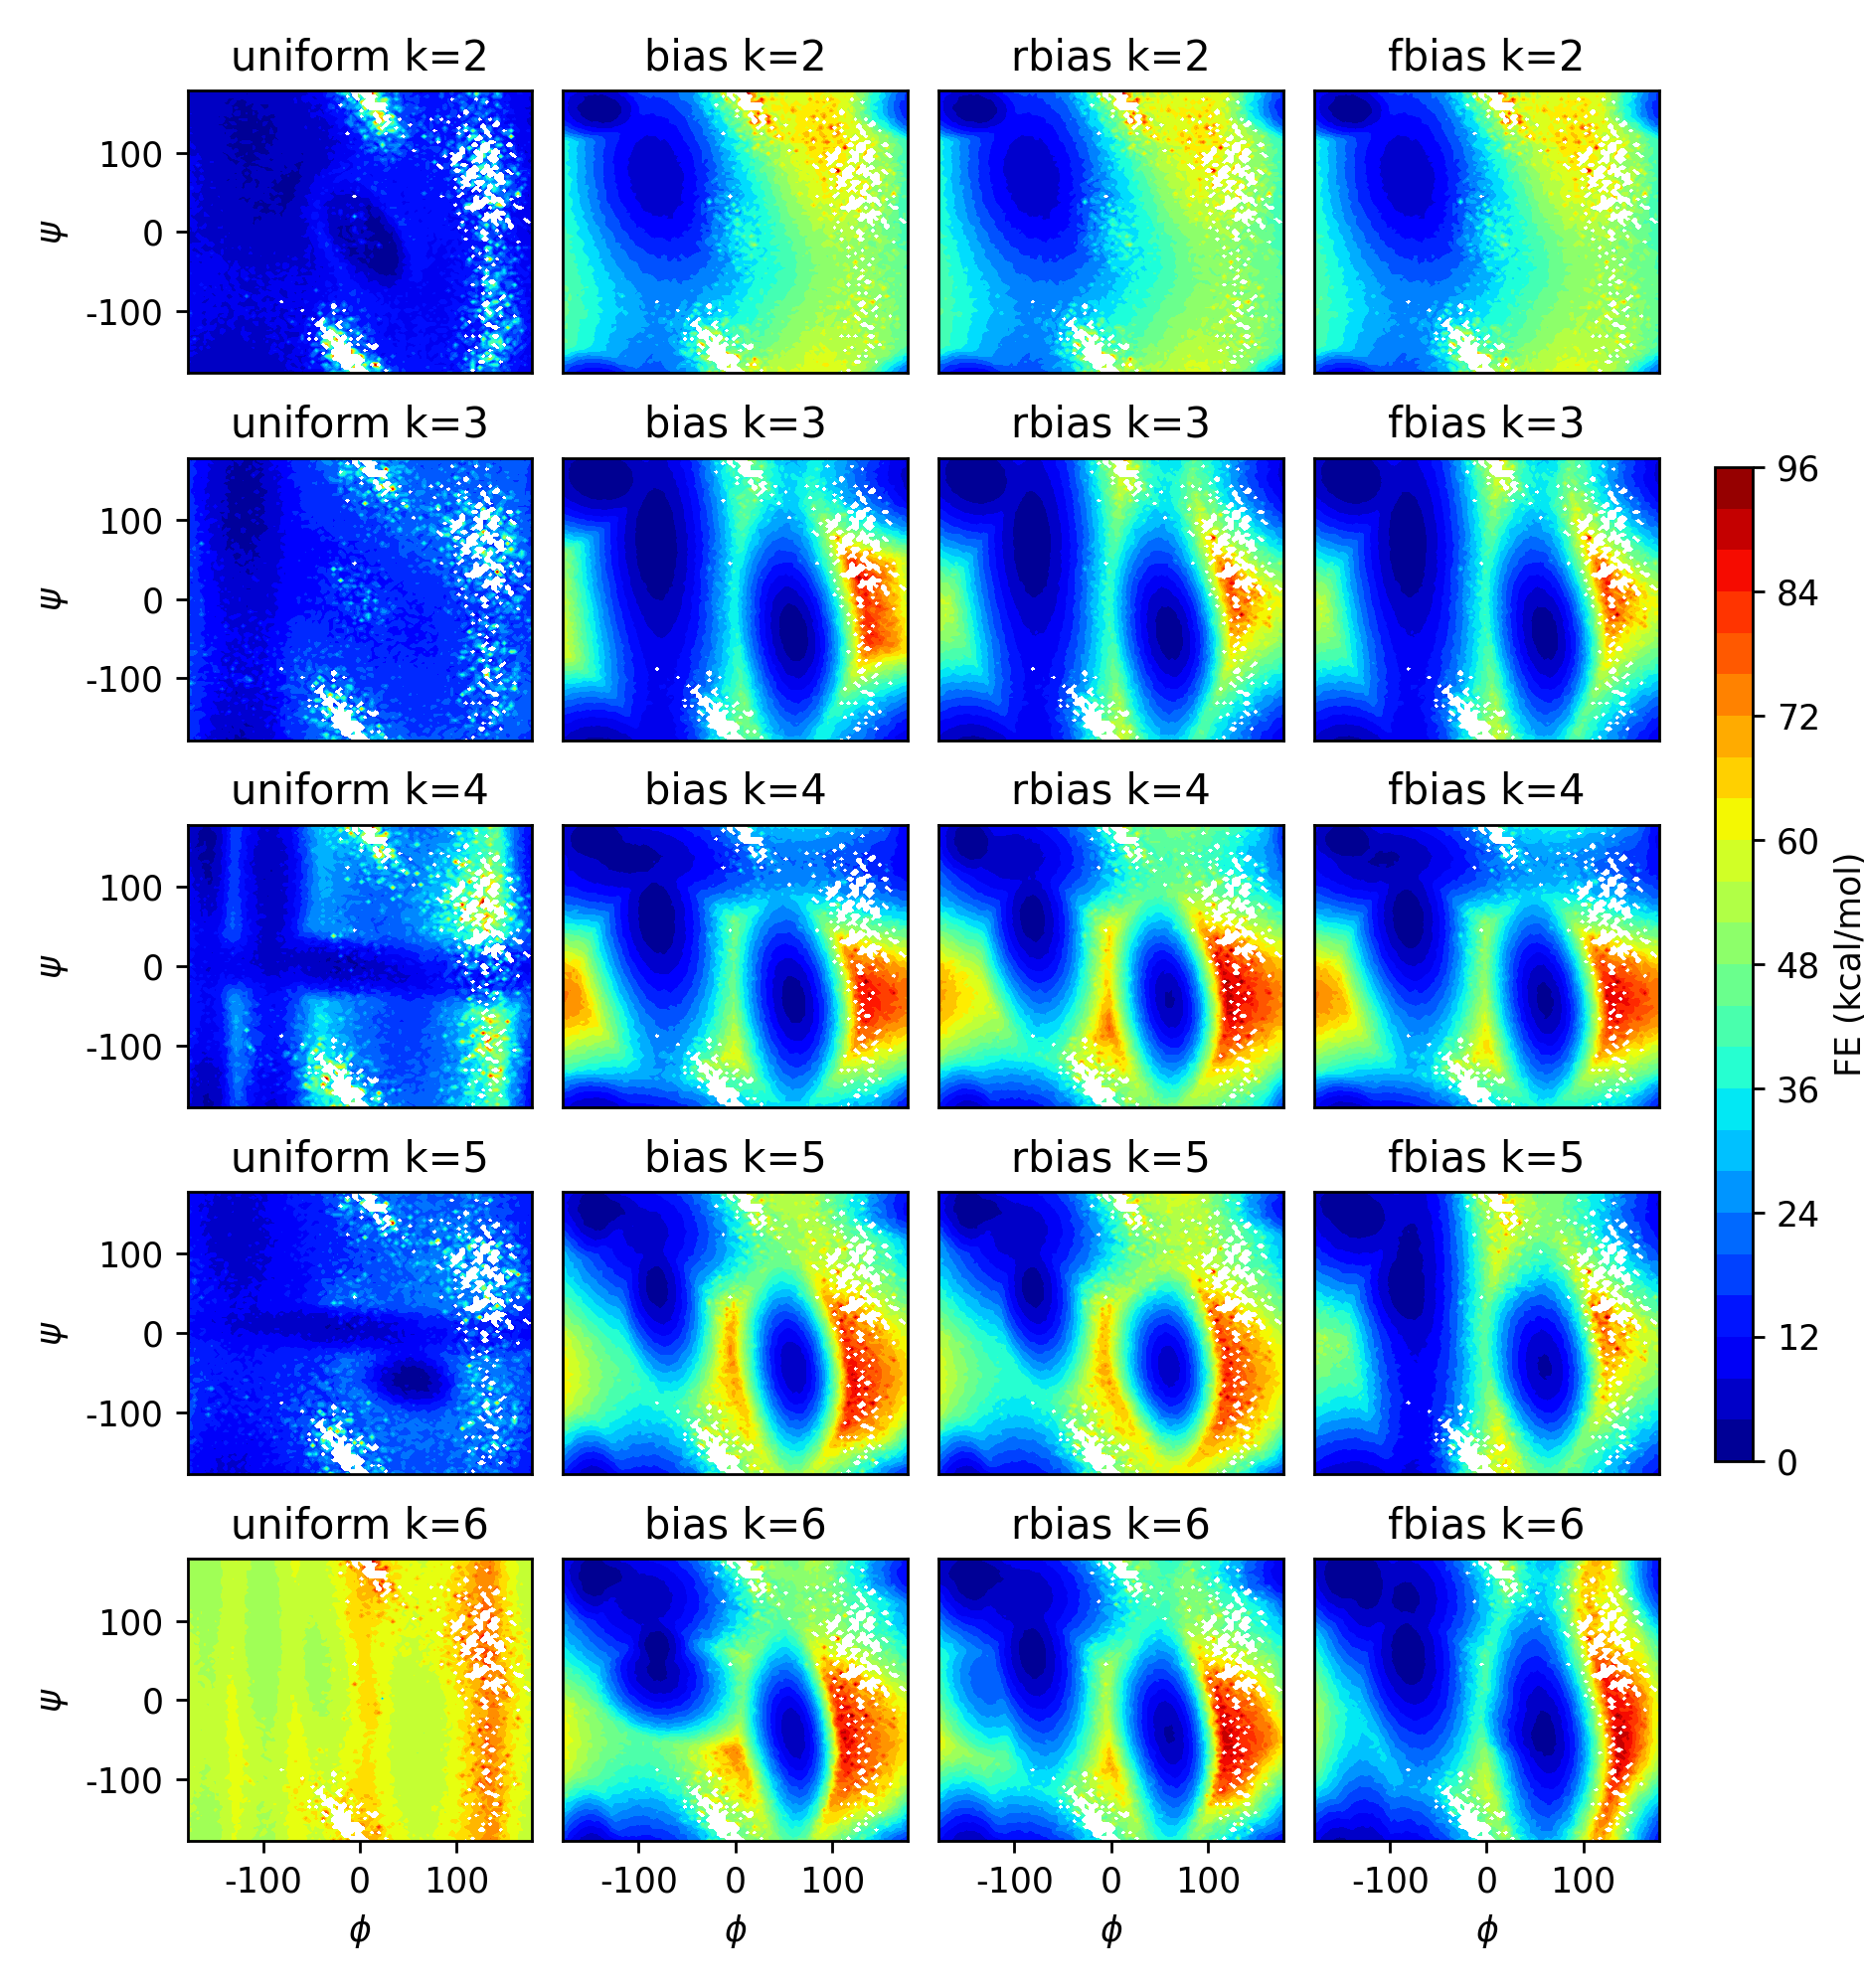 uniform k=2 bias k=2 rbias k=2 fbias k=2
100
ψ 0
-100
uniform k=3 bias k=3 rbias k=3 fbias k=3
100
ψ 0
-100
uniform k=4 bias k=4 rbias k=4 fbias k=4
100
ψ 0
-100
uniform k=5 bias k=5 rbias k=5 fbias k=5
100
ψ 0
-100
uniform k=6 bias k=6 rbias k=6 fbias k=6
100
ψ 0
-100
-100 0 100 -100 0 100 -100 0 100 -100 0 100
ϕ ϕ ϕ ϕ
96
84
72
60
48
36
24
12
0
FE (kcal/mol)